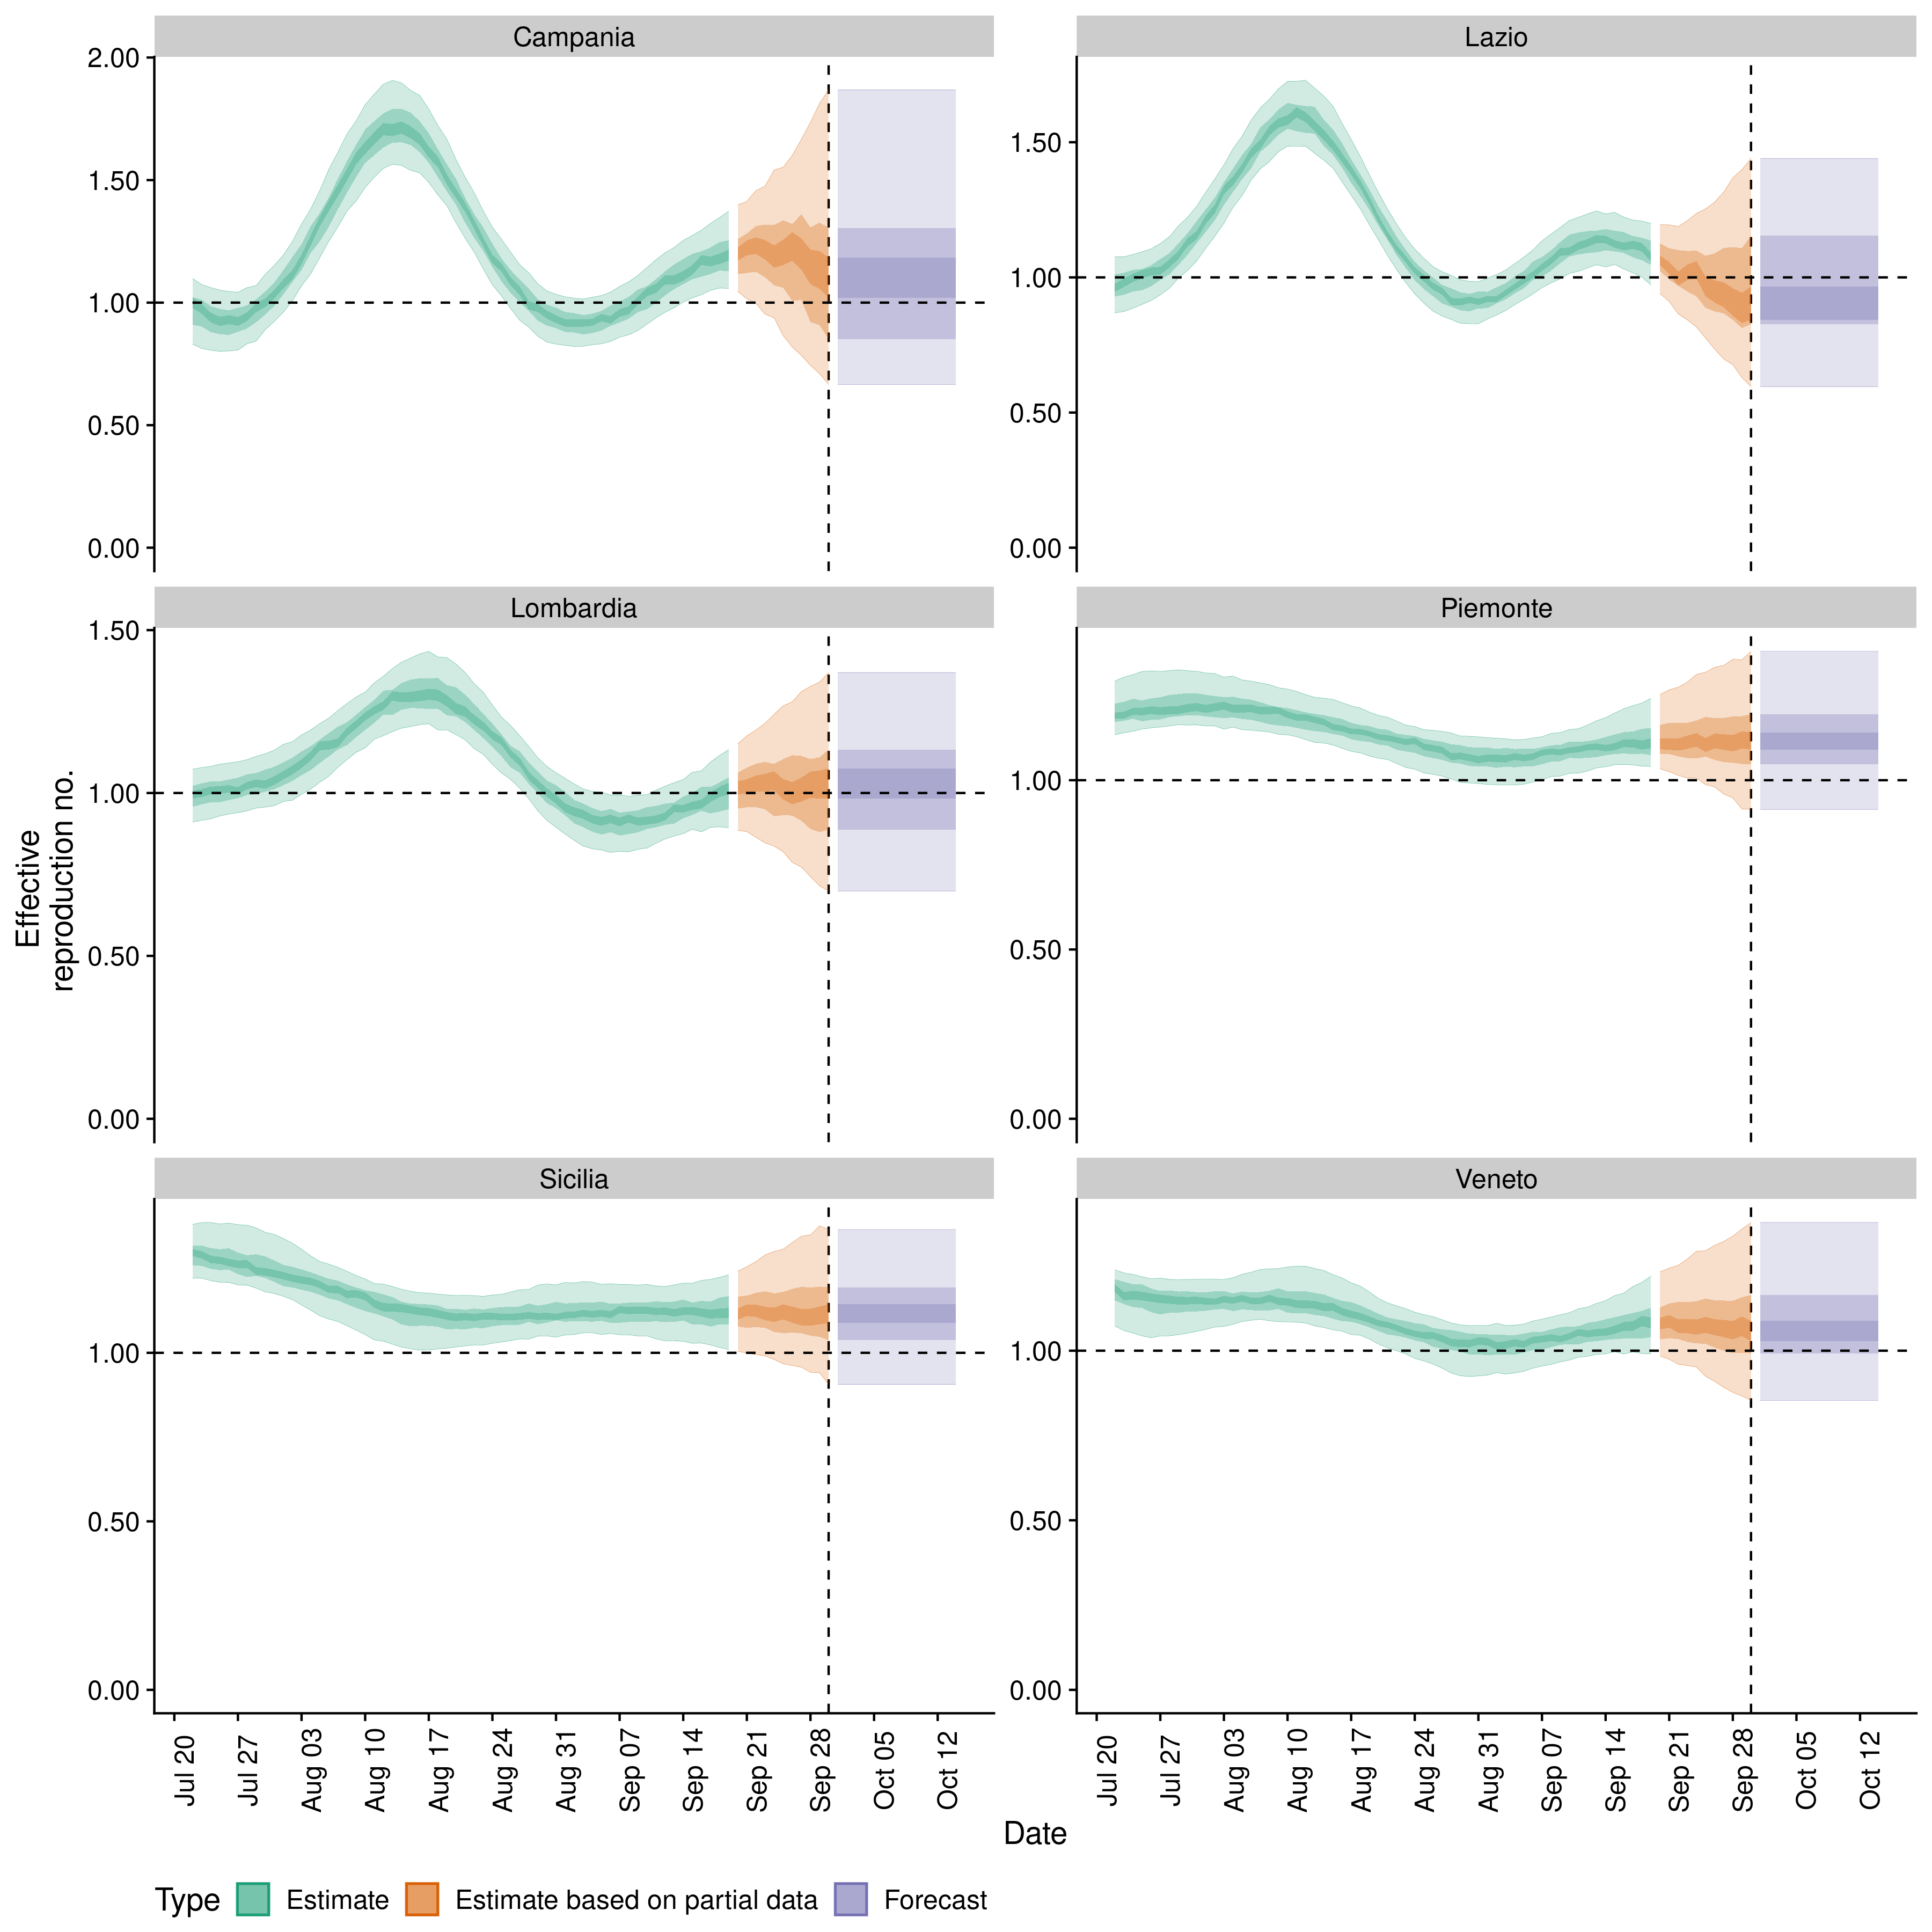 Campania
Lazio
2.00
1.50
1.00
0.50
0.00
1.50
1.00
0.50
0.00
Lombardia
Piemonte
1.50
1.00
0.50
0.00
1.00
0.50
0.00
Effective
reproduction no.
Sicilia
Veneto
1.00
0.50
0.00
1.00
0.50
0.00
Jul 20
Jul 27
Aug 03
Aug 10
Aug 17
Aug 24
Aug 31
Sep 07
Sep 14
Sep 21
Sep 28
Oct 05
Oct 12
Jul 20
Jul 27
Aug 03
Aug 10
Aug 17
Aug 24
Aug 31
Sep 07
Sep 14
Sep 21
Sep 28
Oct 05
Oct 12
Date
Type Estimate Estimate based on partial data Forecast